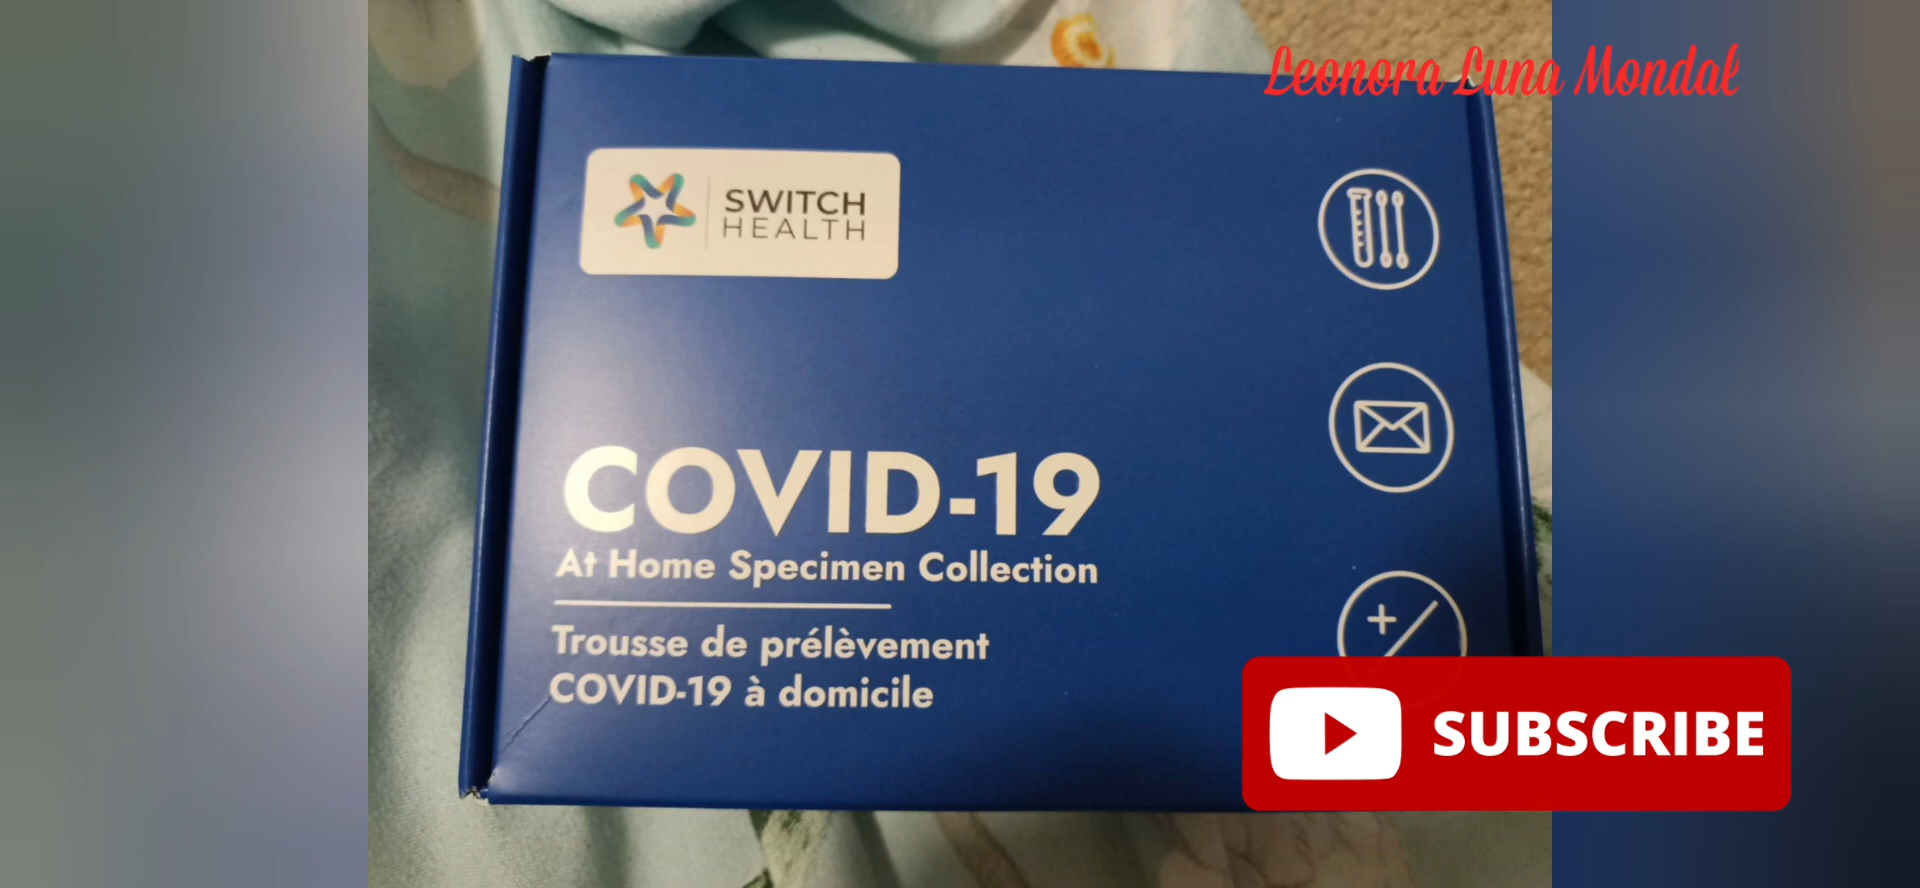 Leonora Luna Mondal
SWITCH
HEALTH
COVID-19
At Home Specimen Collection
Trousse de prélèvement
COVID-19 à domicile
SUBSCRIBE